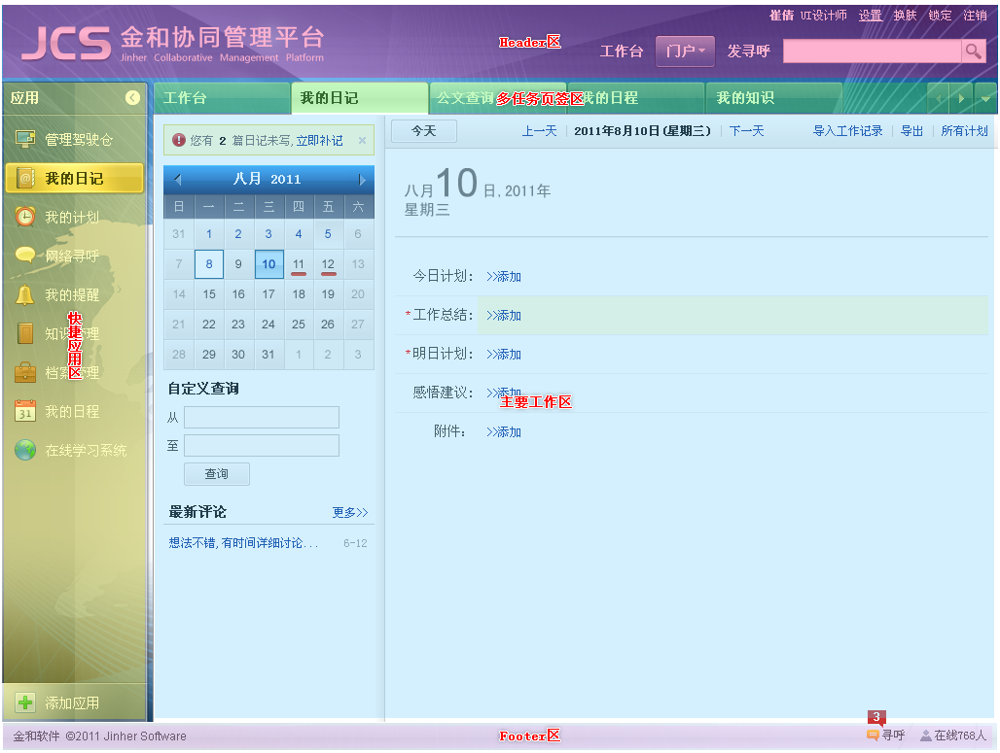 崔倩 UI设计师 设置 换肤 锁定 注销
JCS 金和协同管理平台
Jinher Collaborative Management Platform
Header区
工作台 门户 发寻呼
应用
工作台 我的日记 公文查询 多任务页签区 我的日程 我的知识
管理驾驶仓
我的日记
我的计划
网络寻呼
我的提醒
知识管理
档案管理
我的日程
在线学习系统
快捷应用区
添加应用
您有 2 篇日记未写,立即补记
八月 2011
日 一 二 三 四 五 六
31 1 2 3 4 5 6
7 8 9 10 11 12 13
14 15 16 17 18 19 20
21 22 23 24 25 26 27
28 29 30 31 1 2 3
自定义查询
从
至
查询
最新评论 更多>>
想法不错,有时间详细讨论... 6-12
今天 上一天 2011年8月10日(星期三) 下一天 导入工作记录 导出 所有计划
八月10日,2011年
星期三
今日计划: >>添加
*工作总结: >>添加
*明日计划: >>添加
感悟建议: >>添加
主要工作区
附件: >>添加
金和软件 ©2011 Jinher Software
Footer区
3
寻呼 在线768人